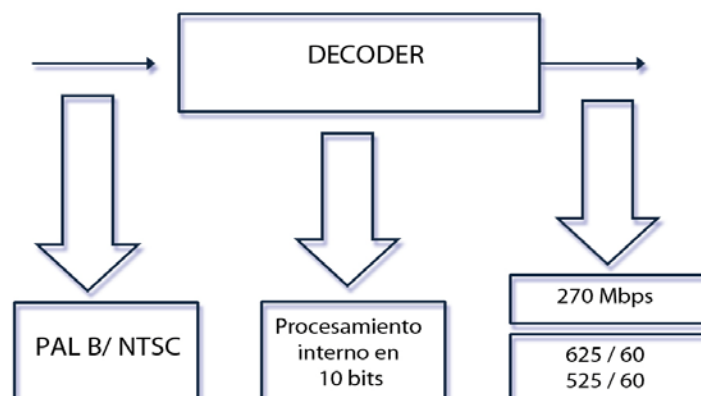 DECODER
PAL B/ NTSC
Procesamiento
interno en
10 bits
270 Mbps
625 / 60
525 / 60